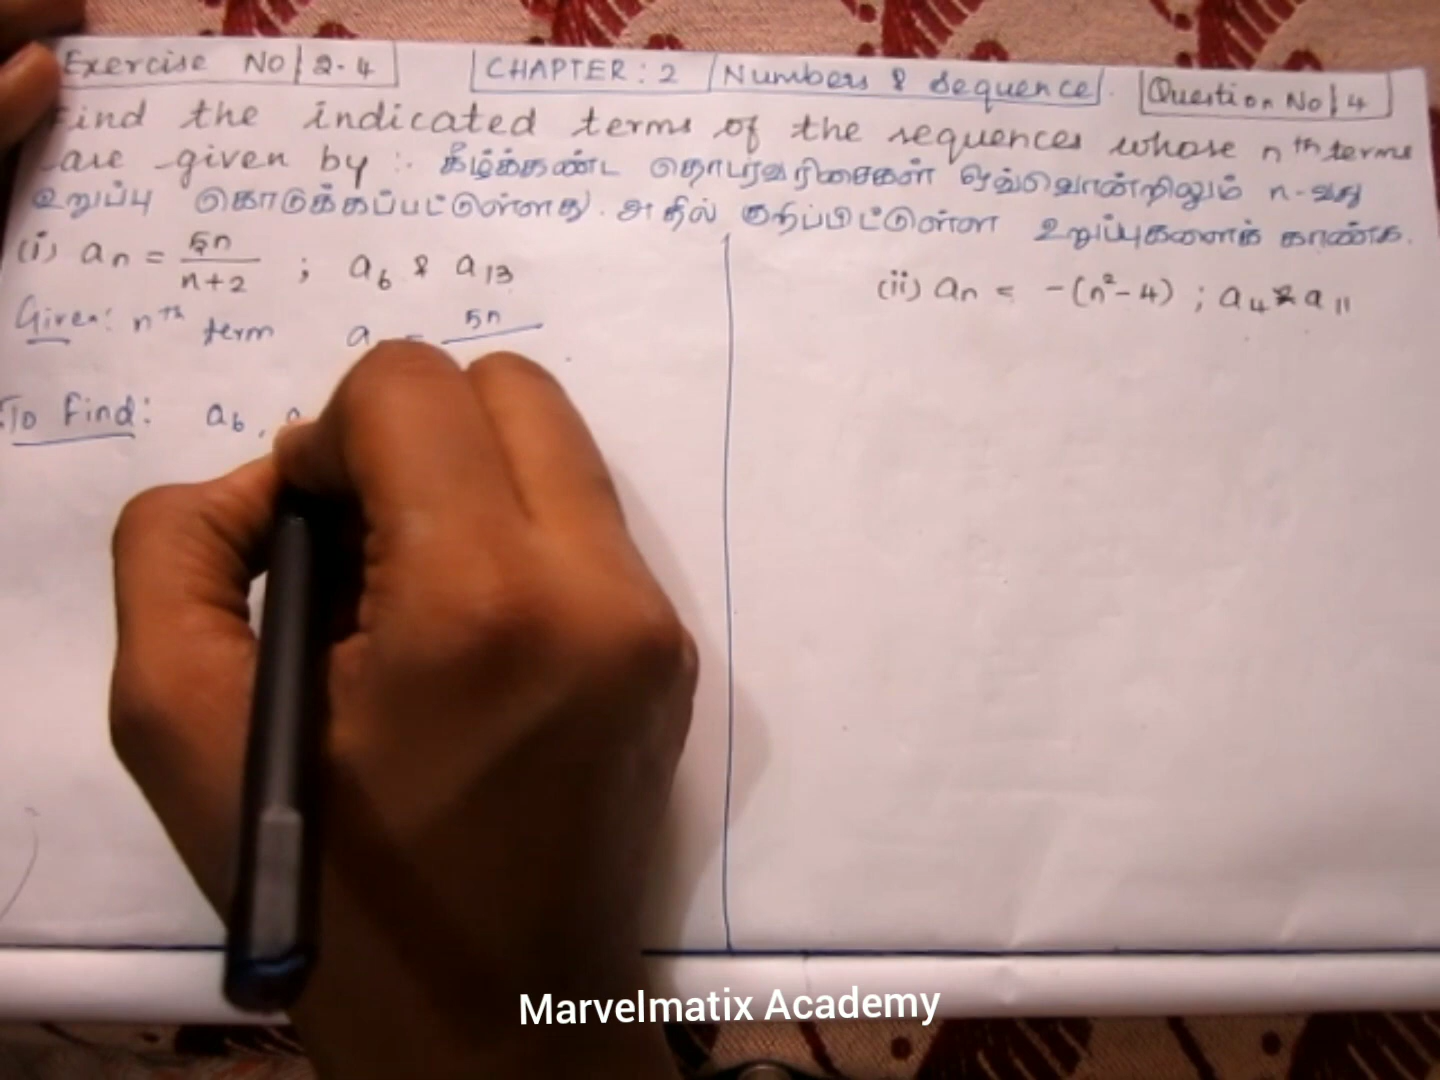 Exercise No | 2.4
CHAPTER : 2 | Numbers & Sequence
Question No | 4
Find the indicated terms of the sequences whose nth terms
are given by : கீழ்க்கண்ட தொடர்வரிசைகள் ஒவ்வொன்றிலும் n-வது
உறுப்பு கொடுக்கப்பட்டுள்ளது. அதில் குறிப்பிட்டுள்ள உறுப்புகளைக் காண்க.
(i) aₙ = 5n/(n+2) ; a₆ & a₁₃
Given: nth term a = 5n
To Find: a₆,
(ii) aₙ = -(n²-4) ; a₄ & a₁₁
Marvelmatix Academy